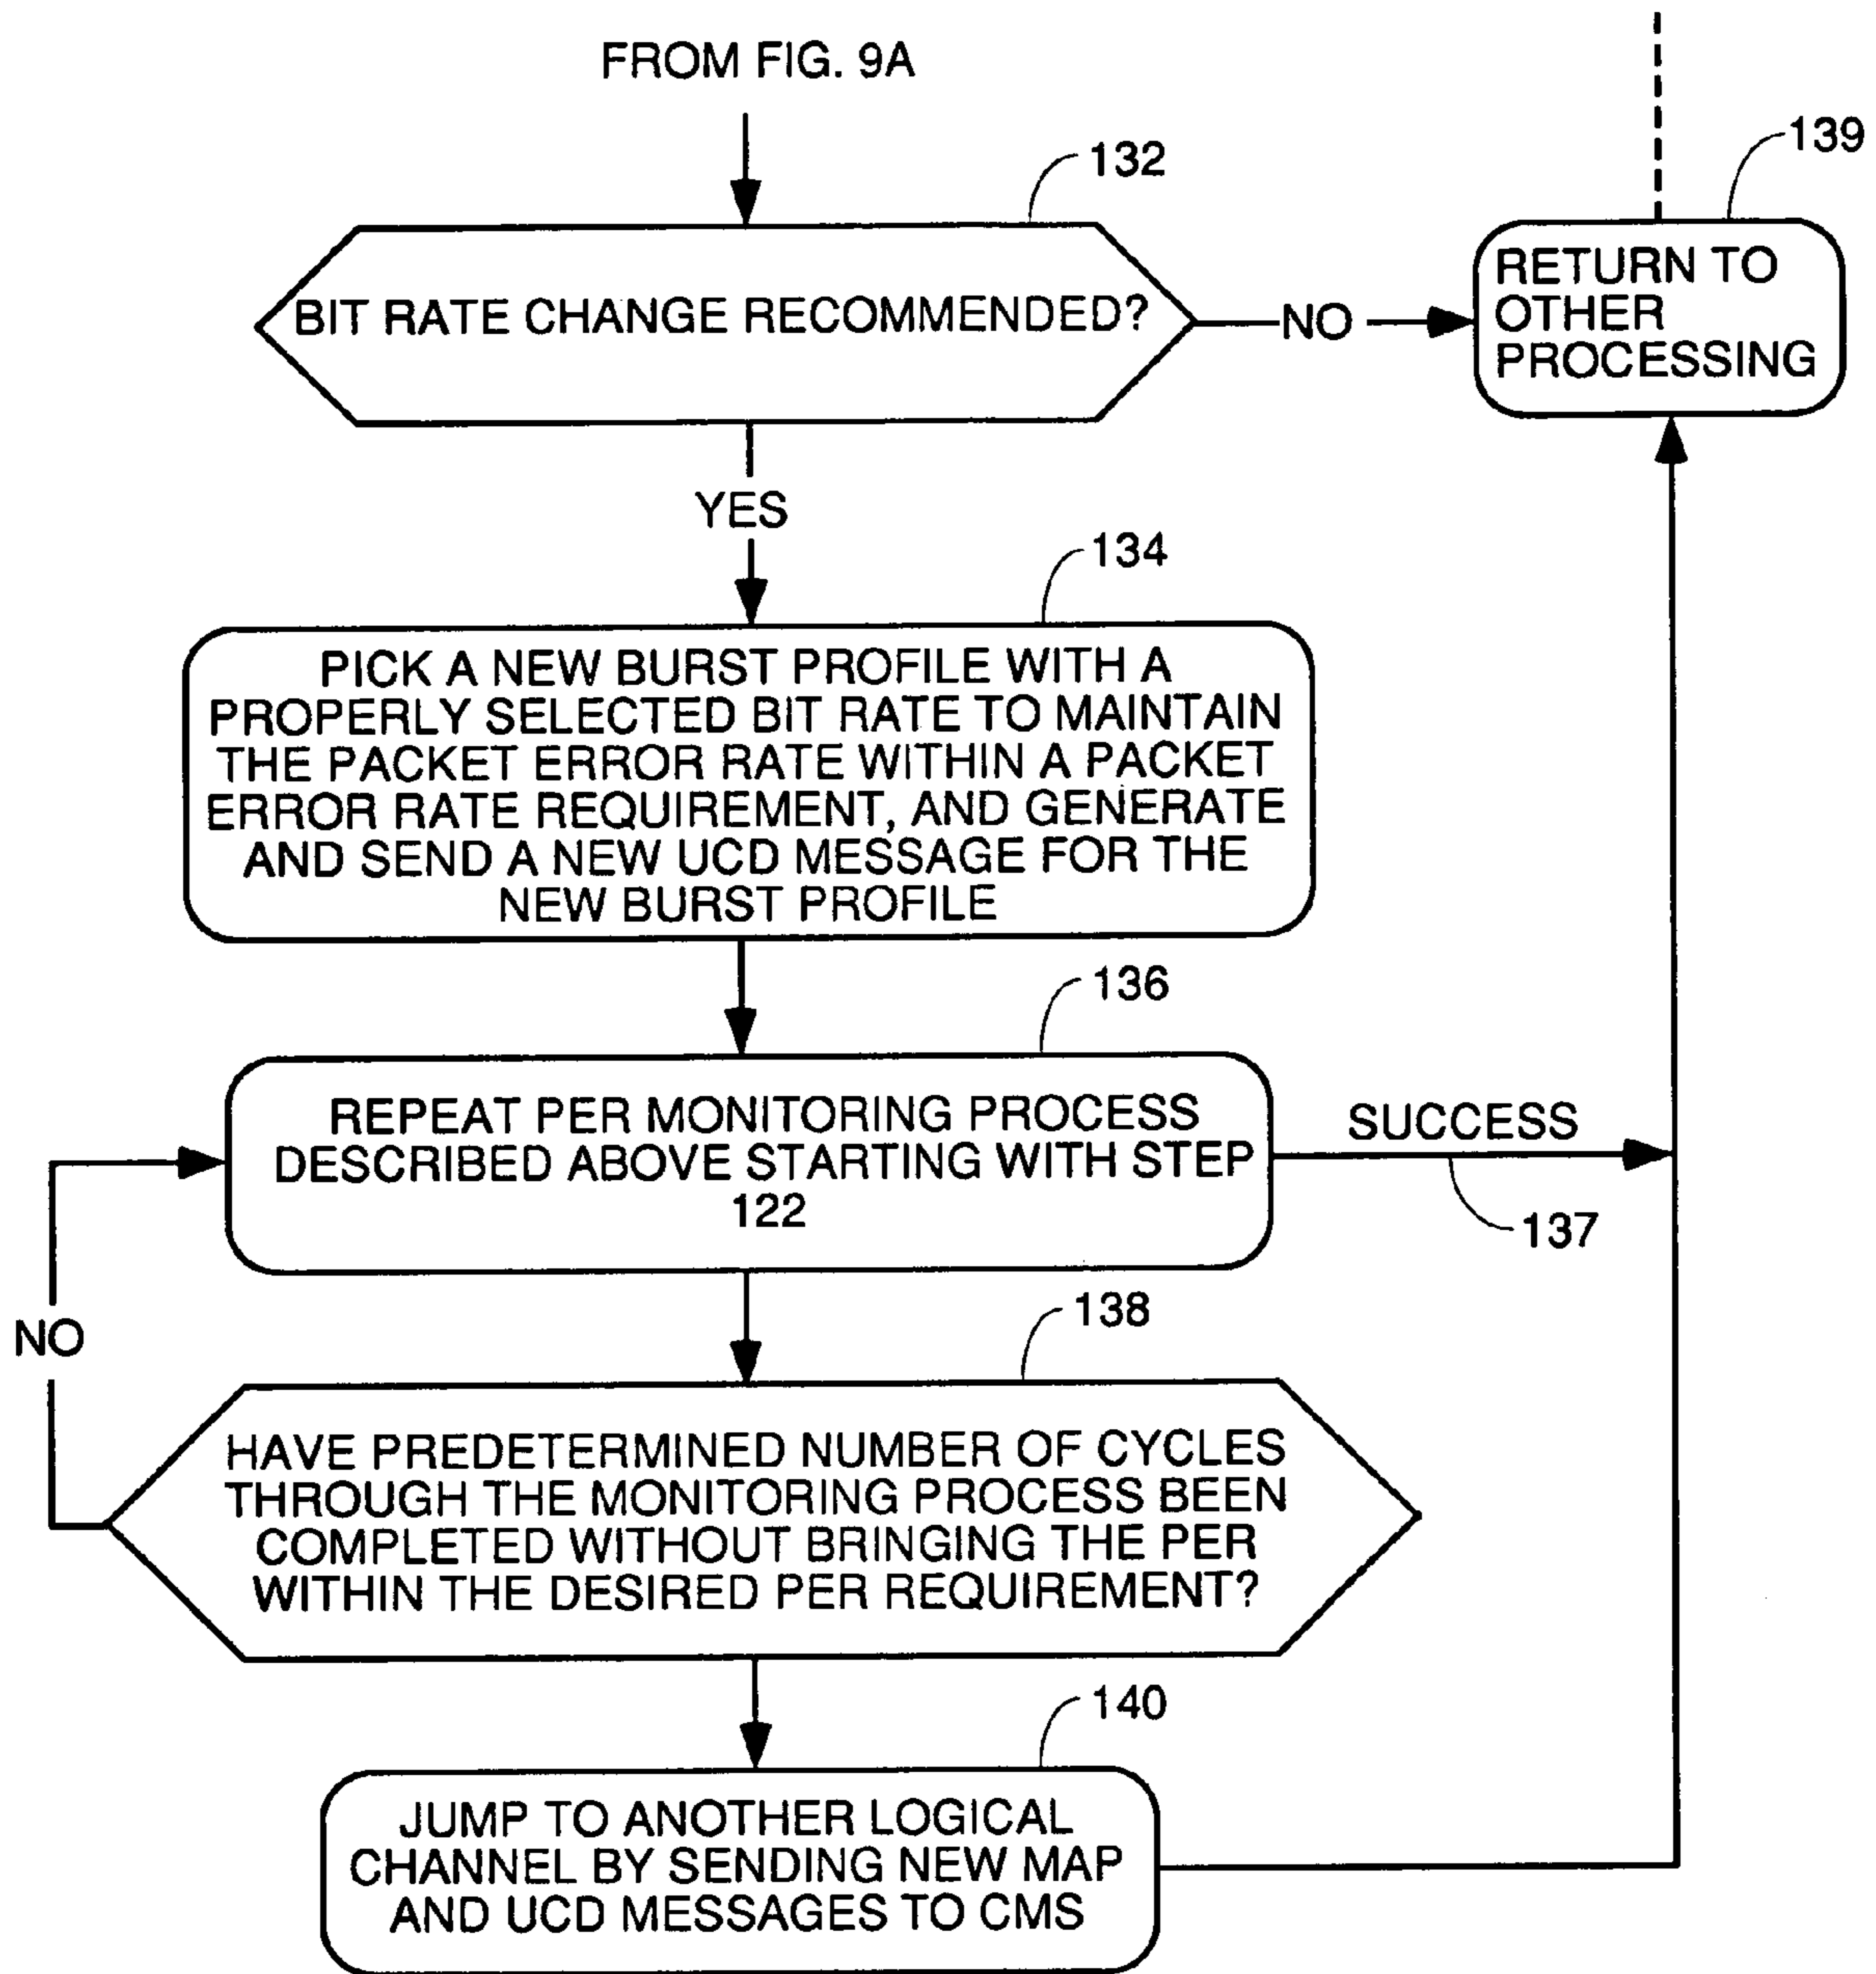 FROM FIG. 9A
132
139
BIT RATE CHANGE RECOMMENDED?
NO
RETURN TO
OTHER
PROCESSING
YES
134
PICK A NEW BURST PROFILE WITH A
PROPERLY SELECTED BIT RATE TO MAINTAIN
THE PACKET ERROR RATE WITHIN A PACKET
ERROR RATE REQUIREMENT, AND GENERATE
AND SEND A NEW UCD MESSAGE FOR THE
NEW BURST PROFILE
136
REPEAT PER MONITORING PROCESS
DESCRIBED ABOVE STARTING WITH STEP
122
SUCCESS
137
NO
138
HAVE PREDETERMINED NUMBER OF CYCLES
THROUGH THE MONITORING PROCESS BEEN
COMPLETED WITHOUT BRINGING THE PER
WITHIN THE DESIRED PER REQUIREMENT?
140
JUMP TO ANOTHER LOGICAL
CHANNEL BY SENDING NEW MAP
AND UCD MESSAGES TO CMS